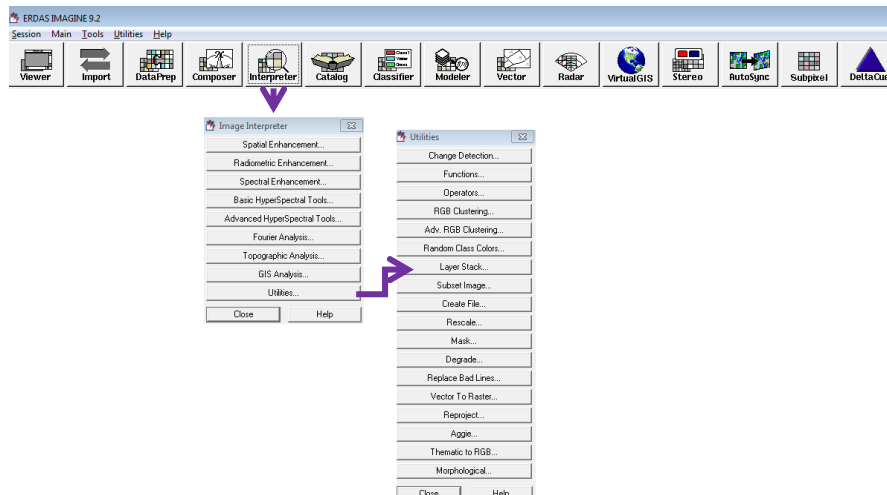 ERDAS IMAGINE 9.2
Session Main Tools Utilities Help
Viewer Import DataPrep Composer Interpreter Catalog Classifier Modeler Vector Radar VirtualGIS Stereo AutoSync Subpixel DeltaCue
Image Interpreter
Spatial Enhancement...
Radiometric Enhancement...
Spectral Enhancement...
Basic HyperSpectral Tools...
Advanced HyperSpectral Tools...
Fourier Analysis...
Topographic Analysis...
GIS Analysis...
Utilities...
Close Help
Utilities
Change Detection...
Functions...
Operators...
RGB Clustering...
Adv. RGB Clustering...
Random Class Colors...
Layer Stack...
Subset Image...
Create File...
Rescale...
Mask...
Degrade...
Replace Bad Lines...
Vector To Raster...
Reproject...
Aggie...
Thematic to RGB...
Morphological...
Close Help